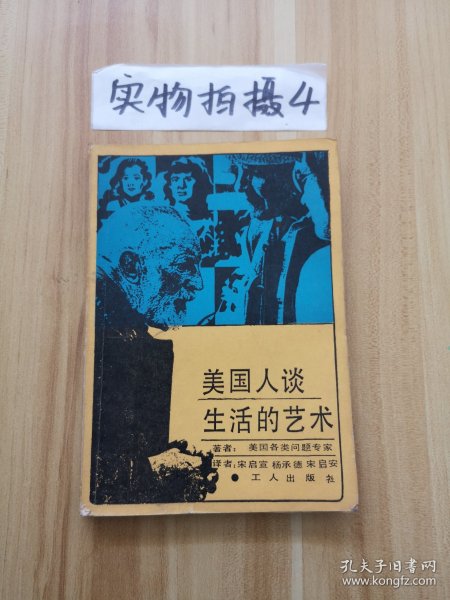 实物拍摄4
美国人谈
生活的艺术
著者： 美国各类问题专家
译者：宋启宣 杨承德 宋启安
●工人出版社
孔夫子旧书网
www.kongfz.com